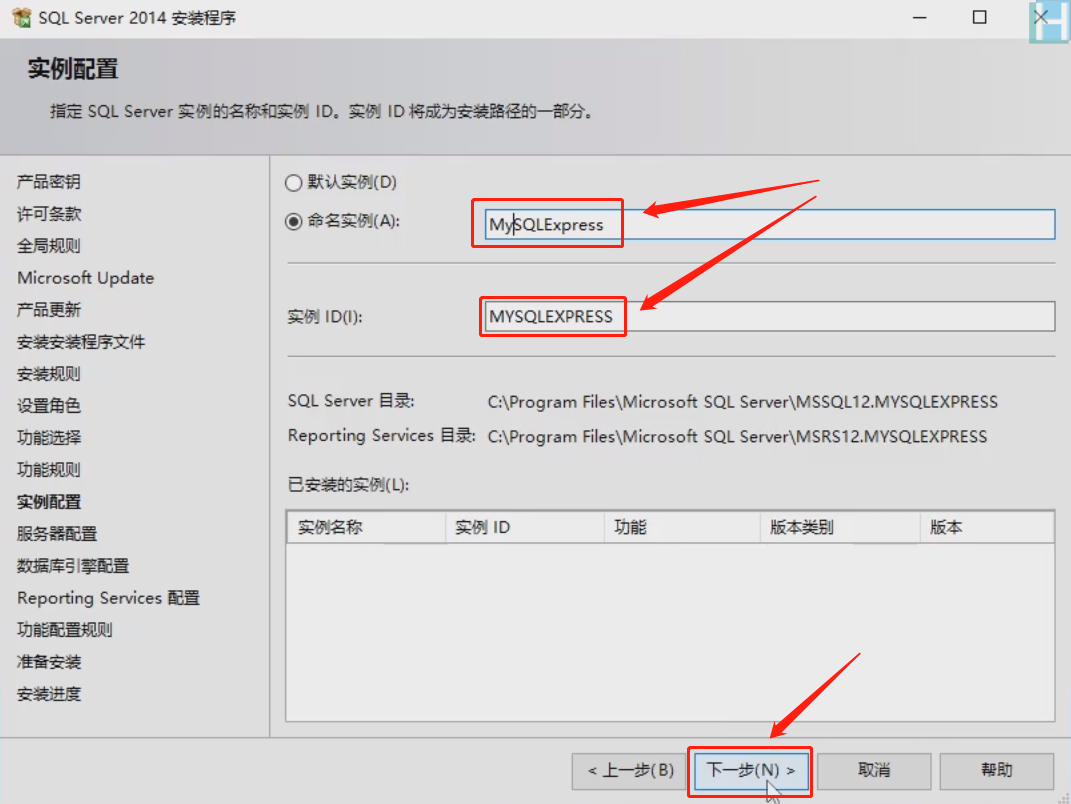 SQL Server 2014 安装程序
实例配置
指定 SQL Server 实例的名称和实例 ID。实例 ID 将成为安装路径的一部分。
产品密钥
许可条款
全局规则
Microsoft Update
产品更新
安装安装程序文件
安装规则
设置角色
功能选择
功能规则
实例配置
服务器配置
数据库引擎配置
Reporting Services 配置
功能配置规则
准备安装
安装进度
默认实例(D)
命名实例(A): MySQLExpress
实例 ID(I): MYSQLEXPRESS
SQL Server 目录: C:\Program Files\Microsoft SQL Server\MSSQL12.MYSQLEXPRESS
Reporting Services 目录: C:\Program Files\Microsoft SQL Server\MSRS12.MYSQLEXPRESS
已安装的实例(L):
实例名称 实例 ID 功能 版本类别 版本
< 上一步(B) 下一步(N) > 取消 帮助